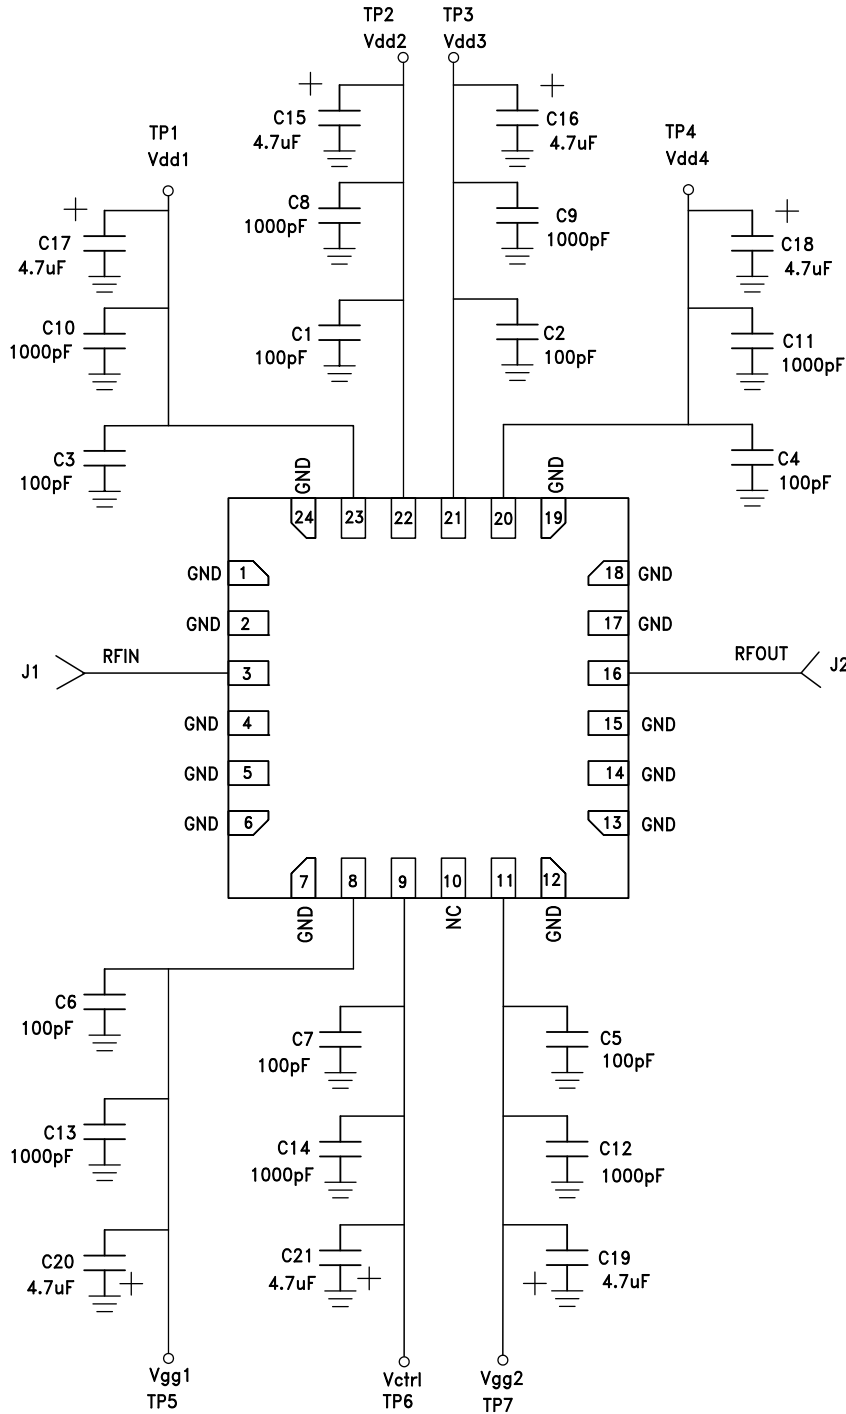 TP2
Vdd2
TP3
Vdd3
+
C15
4.7uF
+
C16
4.7uF
TP1
Vdd1
TP4
Vdd4
C8
1000pF
C9
1000pF
+
C17
4.7uF
+
C18
4.7uF
C10
1000pF
C1
100pF
C2
100pF
C11
1000pF
C3
100pF
C4
100pF
GND
GND
24
23
22
21
20
19
GND
1
18
GND
GND
2
17
GND
J1
RFIN
3
16
RFOUT
J2
GND
4
15
GND
GND
5
14
GND
GND
6
13
GND
7
8
9
10
11
12
GND
NC
GND
C6
100pF
C7
100pF
C5
100pF
C13
1000pF
C14
1000pF
C12
1000pF
C20
4.7uF
+
C21
4.7uF
+
C19
4.7uF
+
Vgg1
TP5
Vctrl
TP6
Vgg2
TP7